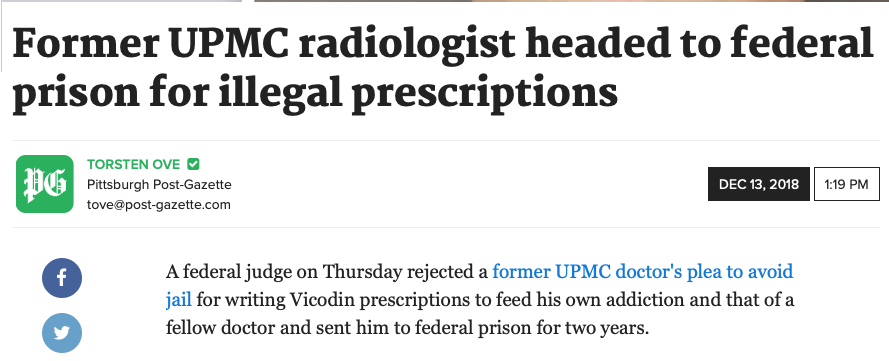 Former UPMC radiologist headed to federal
prison for illegal prescriptions
PG
TORSTEN OVE
Pittsburgh Post-Gazette
tove@post-gazette.com
DEC 13, 2018
1:19 PM
f
A federal judge on Thursday rejected a former UPMC doctor's plea to avoid
jail for writing Vicodin prescriptions to feed his own addiction and that of a
fellow doctor and sent him to federal prison for two years.